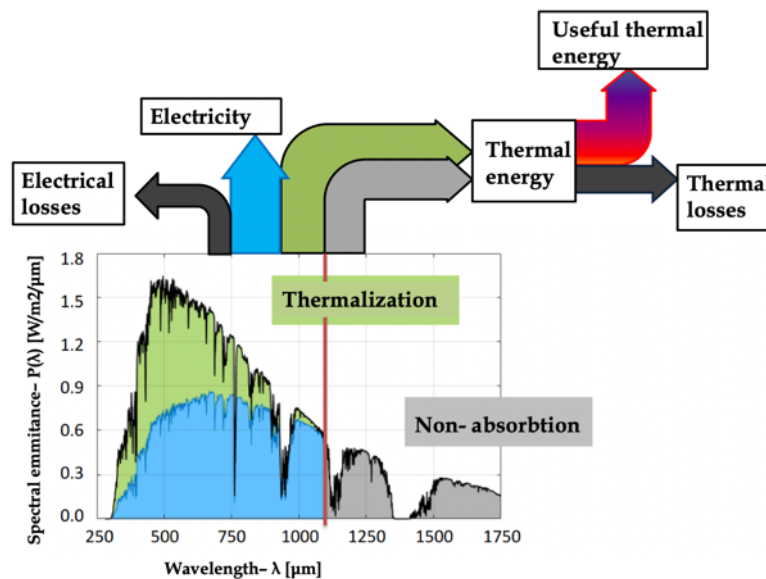 Useful thermal
energy
Electricity
Electrical
losses
Thermal
energy
Thermal
losses
Thermalization
Non- absorbtion
Spectral emmitance– P(λ) [W/m2/μm]
1.8
1.5
1.2
0.9
0.6
0.3
0.0
250
500
750
1000
1250
1500
1750
Wavelength– λ [μm]